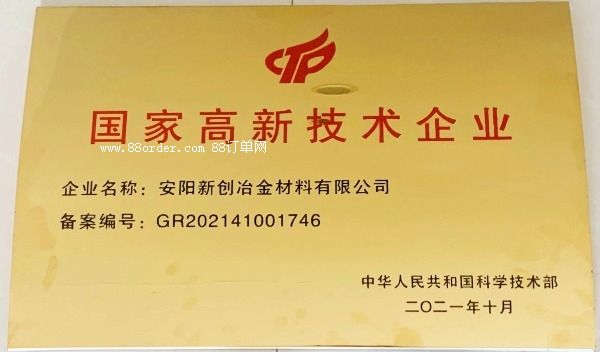 国家高新技术企业
www.88order.com 88订单网
企业名称：安阳新创冶金材料有限公司
备案编号：GR202141001746
中华人民共和国科学技术部
二〇二一年十月